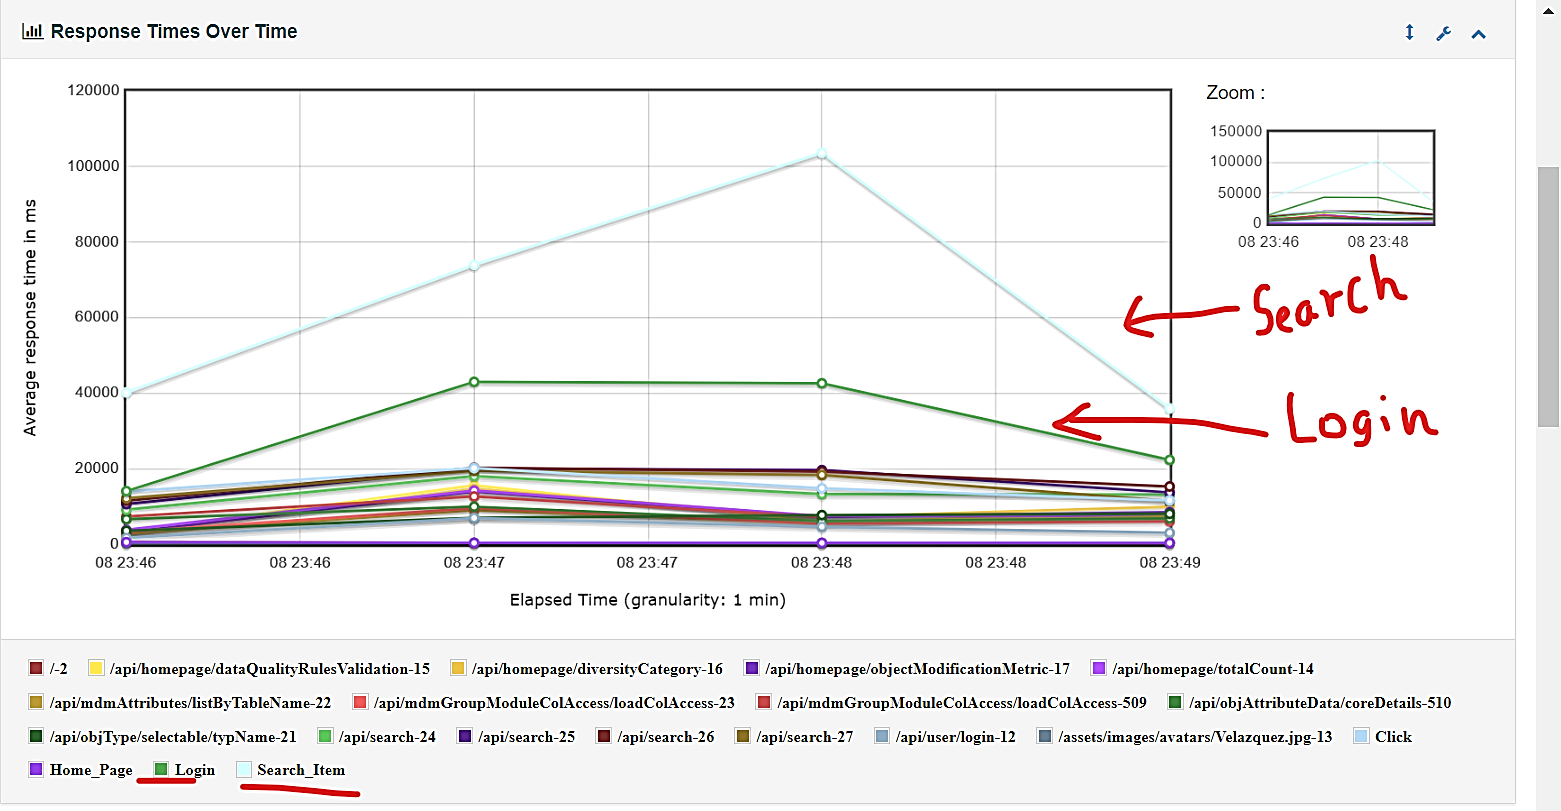 Response Times Over Time
120000
100000
80000
60000
40000
20000
0
Average response time in ms
08 23:46 08 23:46 08 23:47 08 23:47 08 23:48 08 23:48 08 23:49
Elapsed Time (granularity: 1 min)
Zoom :
150000
100000
50000
0
08 23:46 08 23:48
Search
Login
/-2 /api/homepage/dataQualityRulesValidation-15 /api/homepage/diversityCategory-16 /api/homepage/objectModificationMetric-17 /api/homepage/totalCount-14
/api/mdmAttributes/listByTableName-22 /api/mdmGroupModuleColAccess/loadColAccess-23 /api/mdmGroupModuleColAccess/loadColAccess-509 /api/objAttributeData/coreDetails-510
/api/objType/selectable/typName-21 /api/search-24 /api/search-25 /api/search-26 /api/search-27 /api/user/login-12 /assets/images/avatars/Velazquez.jpg-13 Click
Home_Page Login Search_Item